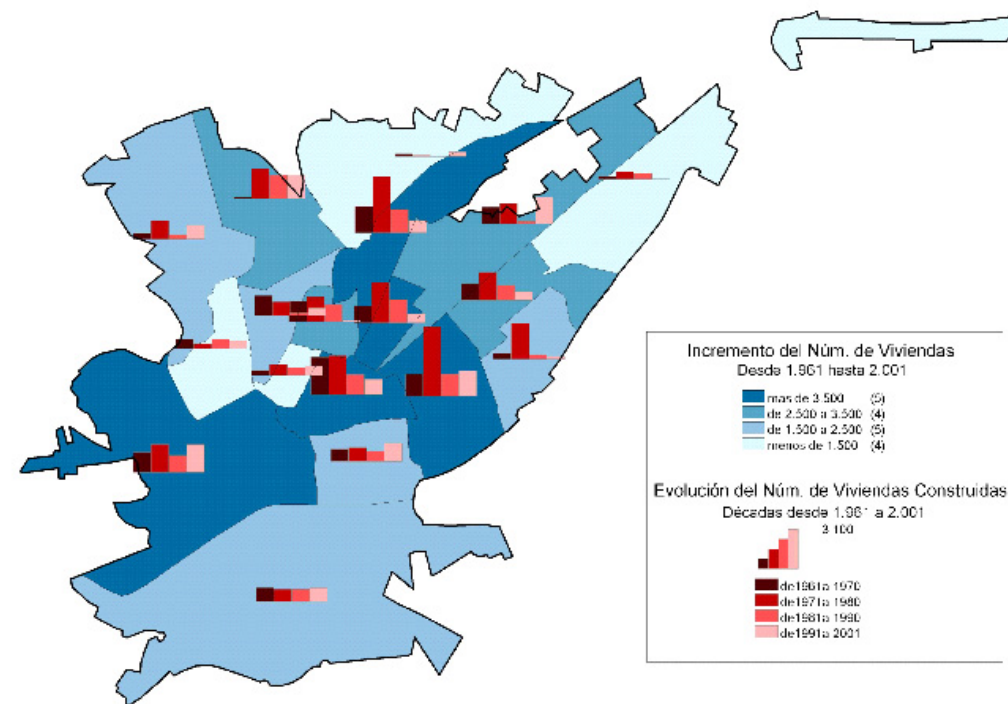 Incremento del Núm. de Viviendas
Desde 1.961 hasta 2.001
mas de 3.500 (5)
de 2.500 a 3.500 (4)
de 1.500 a 2.500 (5)
menos de 1.500 (4)
Evolución del Núm. de Viviendas Construidas
Décadas desde 1.961 a 2.001
3 100
de1961a 1970
de1971a 1980
de1981a 1990
de1991a 2001